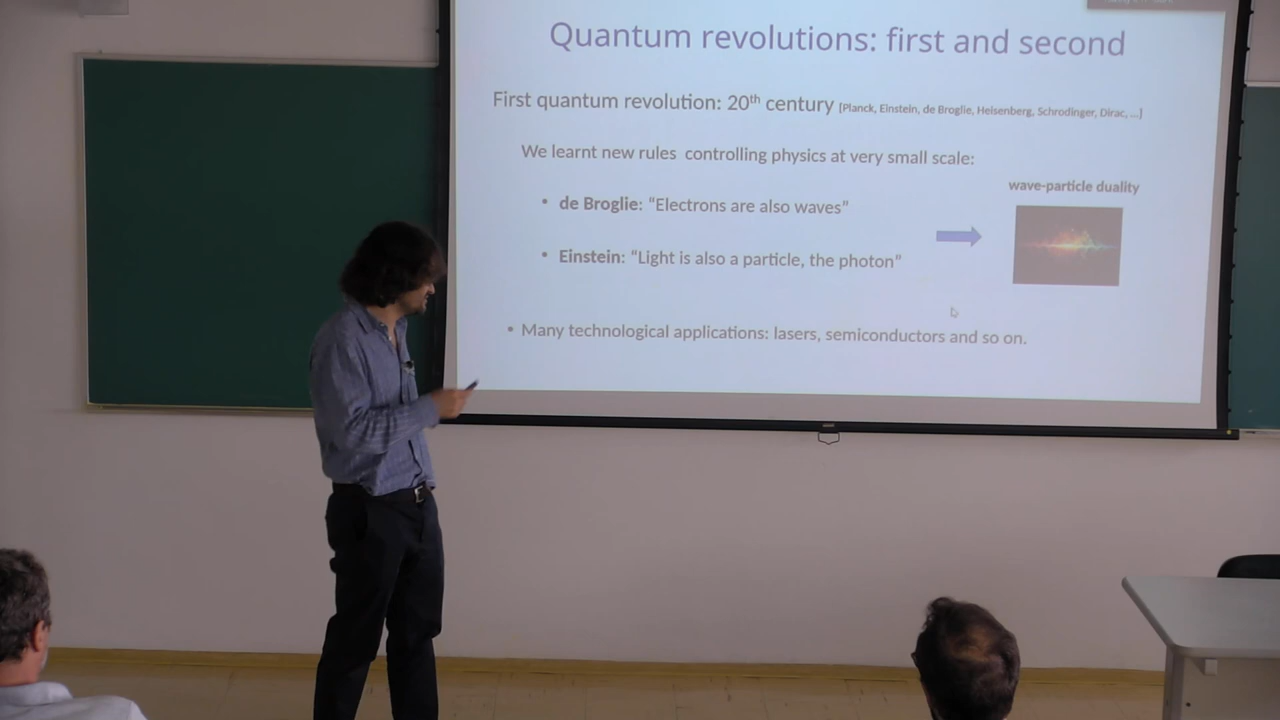 Quantum revolutions: first and second
First quantum revolution: 20th century [Planck, Einstein, de Broglie, Heisenberg, Schrodinger, Dirac, ...]
We learnt new rules controlling physics at very small scale:
wave-particle duality
• de Broglie: “Electrons are also waves”
• Einstein: “Light is also a particle, the photon”
• Many technological applications: lasers, semiconductors and so on.